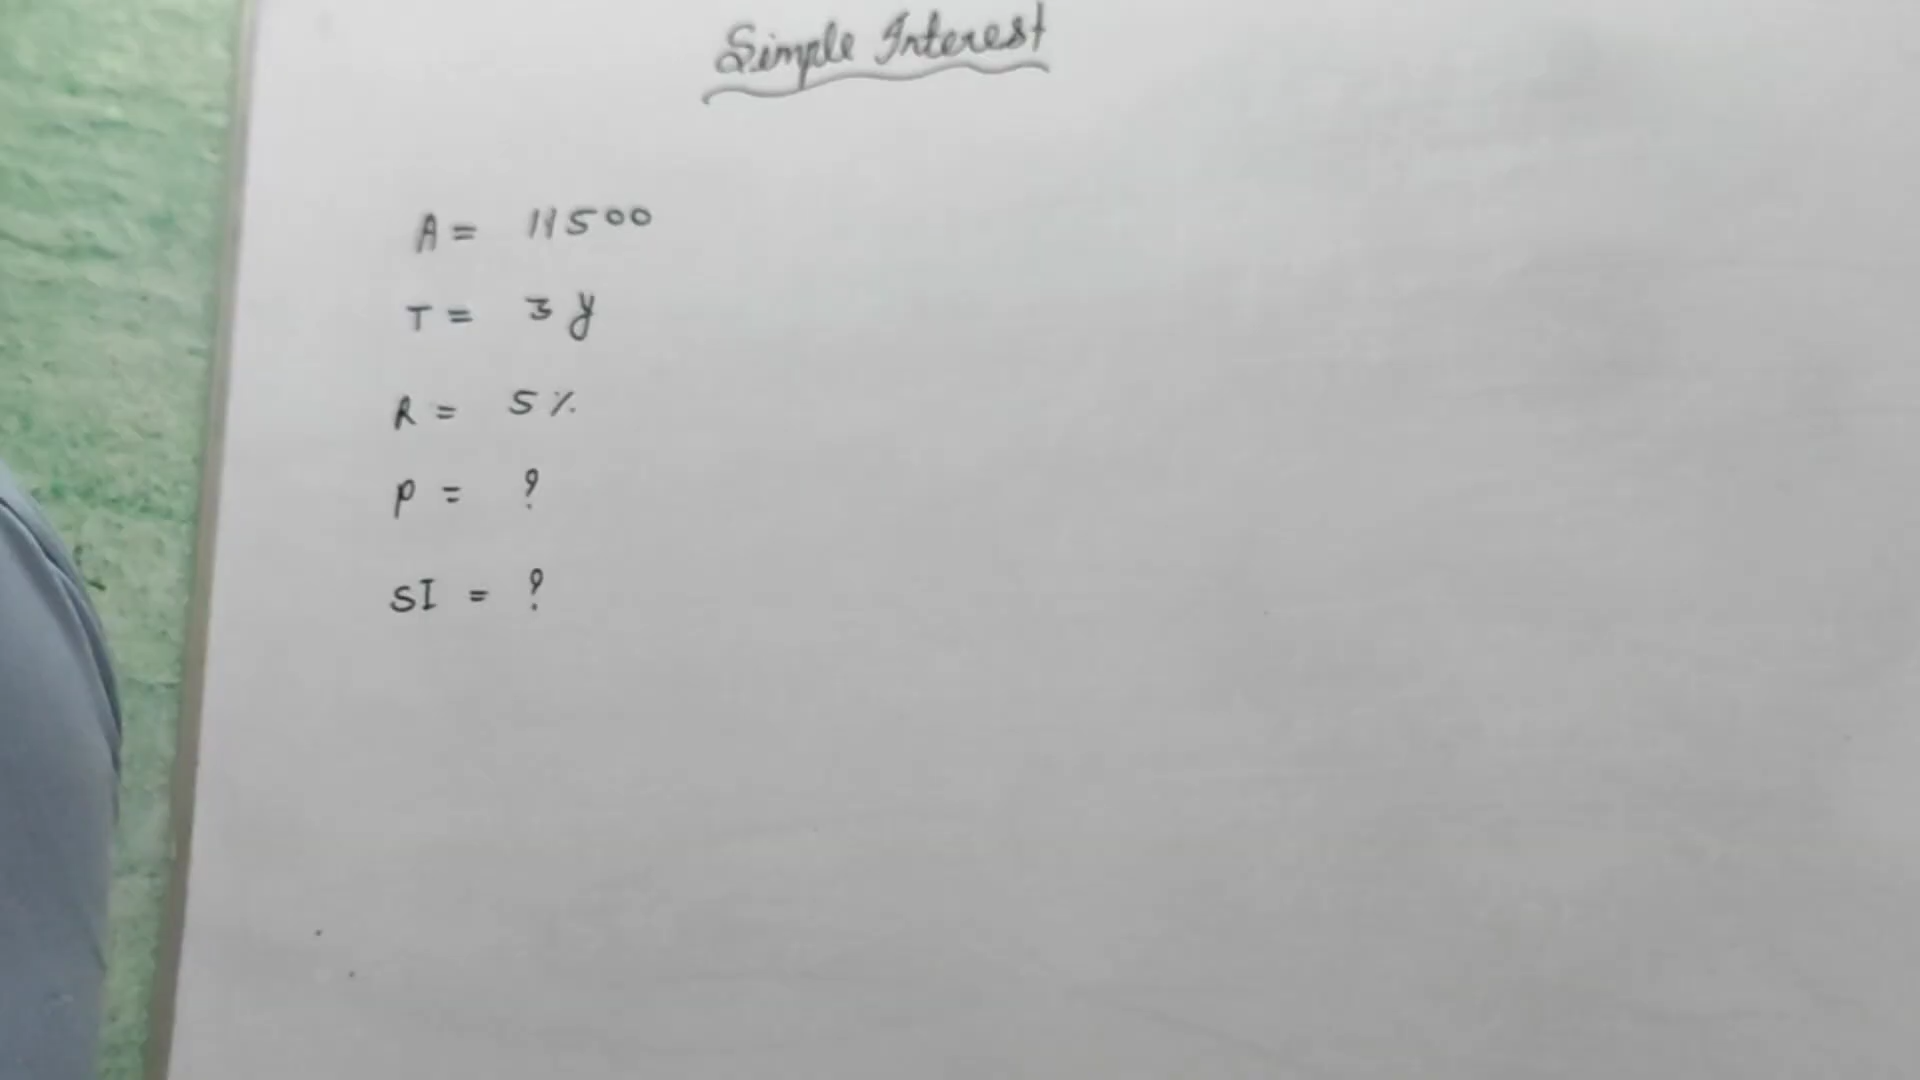 Simple Interest
A = 11500
T = 3 y
R = 5 %
P = ?
SI = ?